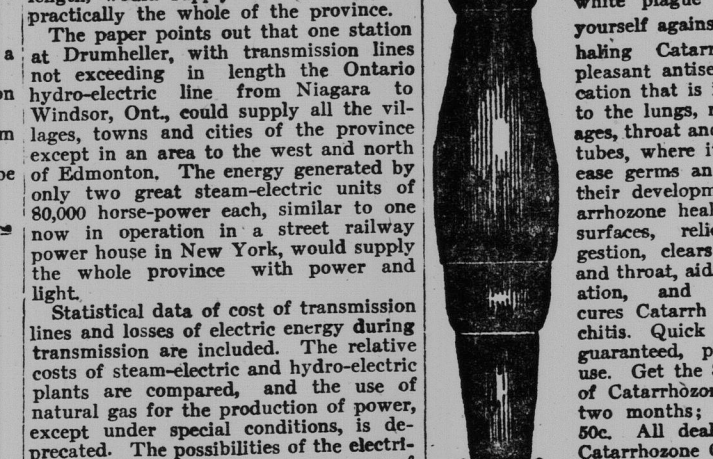 practically the whole of the province.
The paper points out that one station
at Drumheller, with transmission lines
not exceeding in length the Ontario
hydro-electric line from Niagara to
Windsor, Ont., could supply all the vil-
lages, towns and cities of the province
except in an area to the west and north
of Edmonton. The energy generated by
only two great steam-electric units of
80,000 horse-power each, similar to one
now in operation in a street railway
power house in New York, would supply
the whole province with power and
light.
Statistical data of cost of transmission
lines and losses of electric energy during
transmission are included. The relative
costs of steam-electric and hydro-electric
plants are compared, and the use of
natural gas for the production of power,
except under special conditions, is de-
precated. The possibilities of the electri-
white plague
yourself agains
haling Catarr
pleasant antise
cation that is
to the lungs,
ages, throat and
tubes, where i
ease germs an
their developm
arrhozone heal
surfaces, relie
gestion, clears
and throat, aid
ation, and
cures Catarrh
chitis. Quick
guaranteed, p
use. Get the
of Catarrhozon
two months;
50c. All deal
Catarrhozone